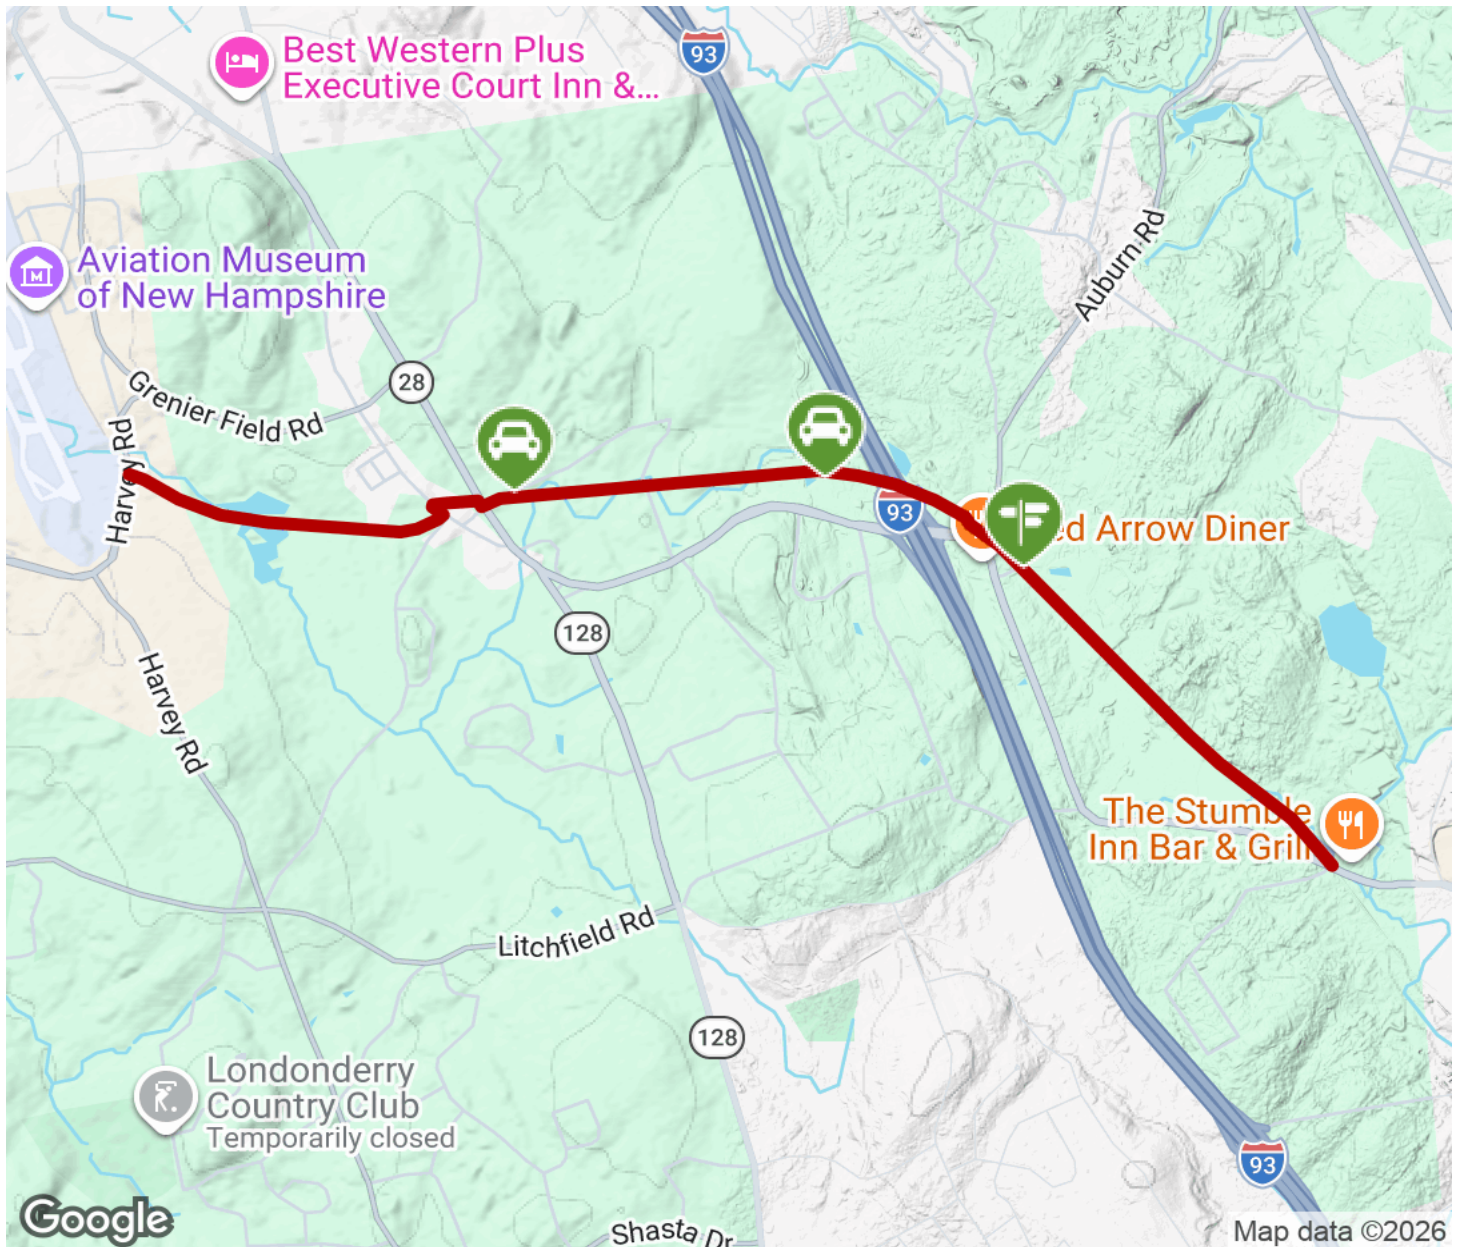 93
Best Western Plus
Executive Court Inn &...
Auburn Rd
Aviation Museum
of New Hampshire
28
Grenier Field Rd
Harvey Rd
93
ed Arrow Diner
128
Harvey Rd
The Stumble
Inn Bar & Grill
Litchfield Rd
128
Londonderry
Country Club
Temporarily closed
93
Google
Shasta Dr
Map data ©2026